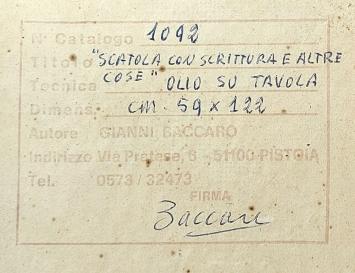 N° Catalogo 1092
Titolo "SCATOLA CON SCRITTURA E ALTRE
COSE"
Tecnica OLIO SU TAVOLA
Dimens. cm. 59 x 122
Autore GIANNI BACCARO
Indirizzo Via Pratese, 6 - 51100 PISTOIA
Tel. 0573 / 32473
FIRMA
Baccari